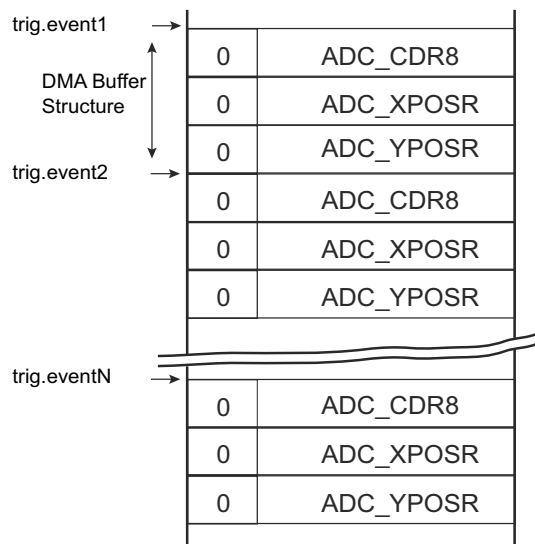 trig.event1
0 ADC_CDR8
DMA Buffer
Structure
0 ADC_XPOSR
0 ADC_YPOSR
trig.event2
0 ADC_CDR8
0 ADC_XPOSR
0 ADC_YPOSR
trig.eventN
0 ADC_CDR8
0 ADC_XPOSR
0 ADC_YPOSR